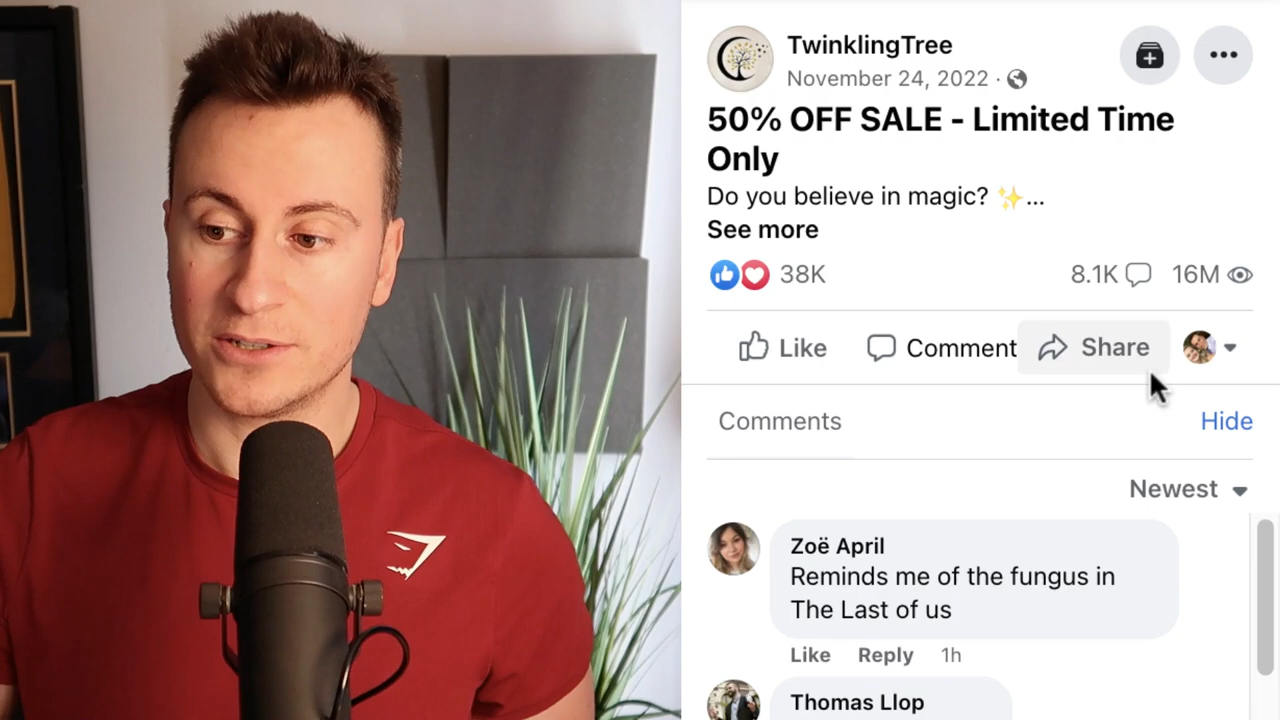 TwinklingTree
November 24, 2022 ·
50% OFF SALE - Limited Time
Only
Do you believe in magic? ✨...
See more
38K
8.1K
16M
Like
Comment
Share
Comments
Hide
Newest
Zoë April
Reminds me of the fungus in
The Last of us
Like
Reply
1h
Thomas Llop